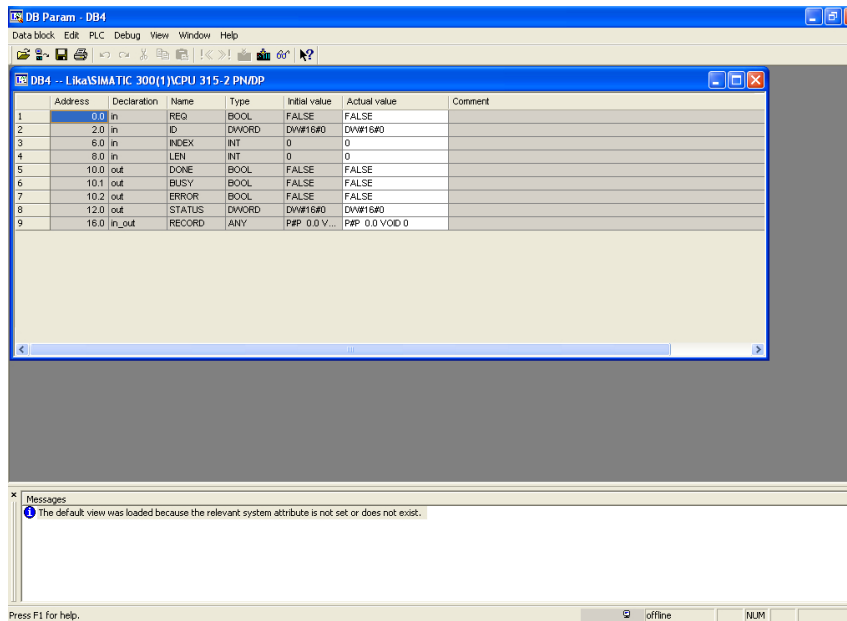 DB Param - DB4
Data block Edit PLC Debug View Window Help
DB4 -- Lika\SIMATIC 300(1)\CPU 315-2 PN/DP
Address Declaration Name Type Initial value Actual value Comment
1 0.0 in REQ BOOL FALSE FALSE
2 2.0 in ID DWORD DW#16#0 DW#16#0
3 6.0 in INDEX INT 0 0
4 8.0 in LEN INT 0 0
5 10.0 out DONE BOOL FALSE FALSE
6 10.1 out BUSY BOOL FALSE FALSE
7 10.2 out ERROR BOOL FALSE FALSE
8 12.0 out STATUS DWORD DW#16#0 DW#16#0
9 16.0 in_out RECORD ANY P#P 0.0 V... P#P 0.0 VOID 0
Messages
The default view was loaded because the relevant system attribute is not set or does not exist.
Press F1 for help. offline NUM